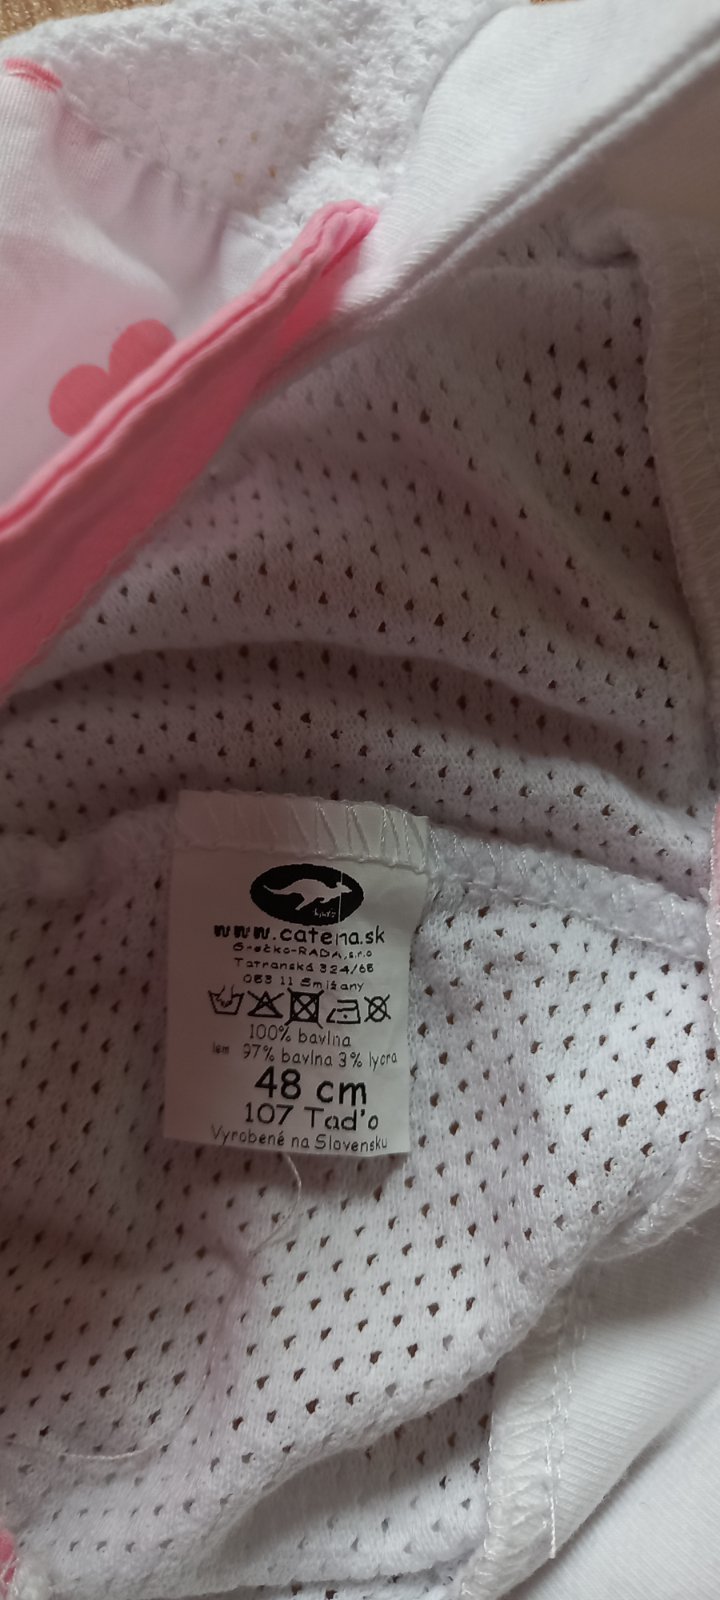 www.catena.sk
G-ečko-RADA,s.r.o
Tatranská 324/65
053 11 Smižany
100% bavlna
lem 97% bavlna 3% lycra
48 cm
107 Tad'o
Vyrobené na Slovensku